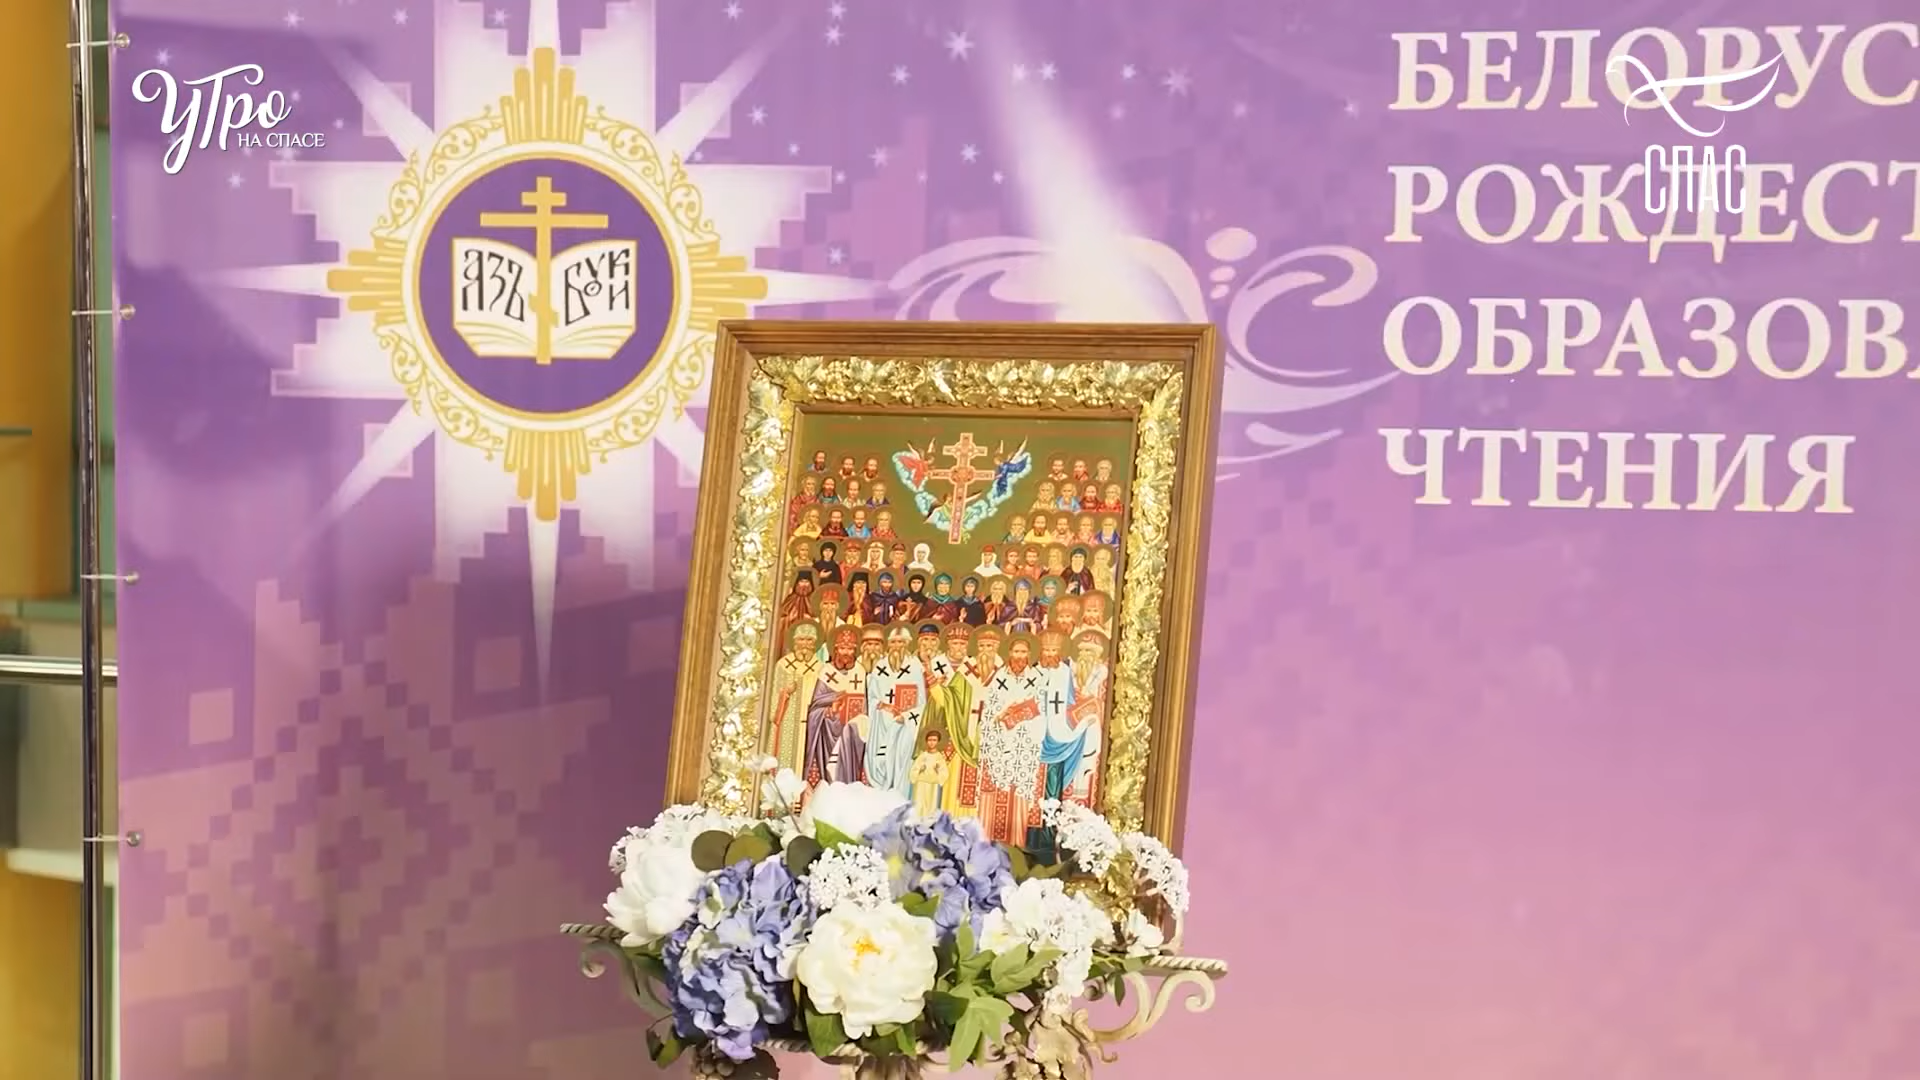 УТРО
НА СПАСЕ
СПАС
БЕЛОРУС
РОЖДЕСТ
ОБРАЗОВА
ЧТЕНИЯ
АЗЪ БУКИ